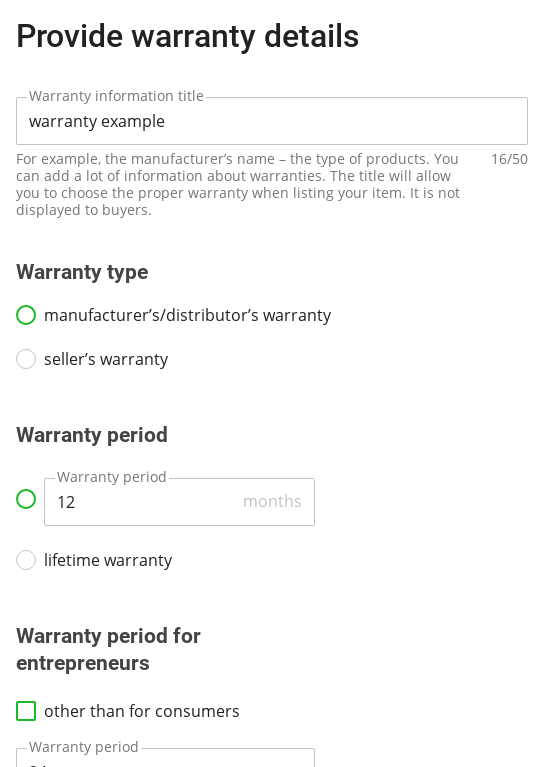 Provide warranty details
Warranty information title
warranty example
For example, the manufacturer's name – the type of products. You
16/50
can add a lot of information about warranties. The title will allow
you to choose the proper warranty when listing your item. It is not
displayed to buyers.
Warranty type
manufacturer's/distributor's warranty
seller's warranty
Warranty period
Warranty period
12
months
lifetime warranty
Warranty period for
entrepreneurs
other than for consumers
Warranty period